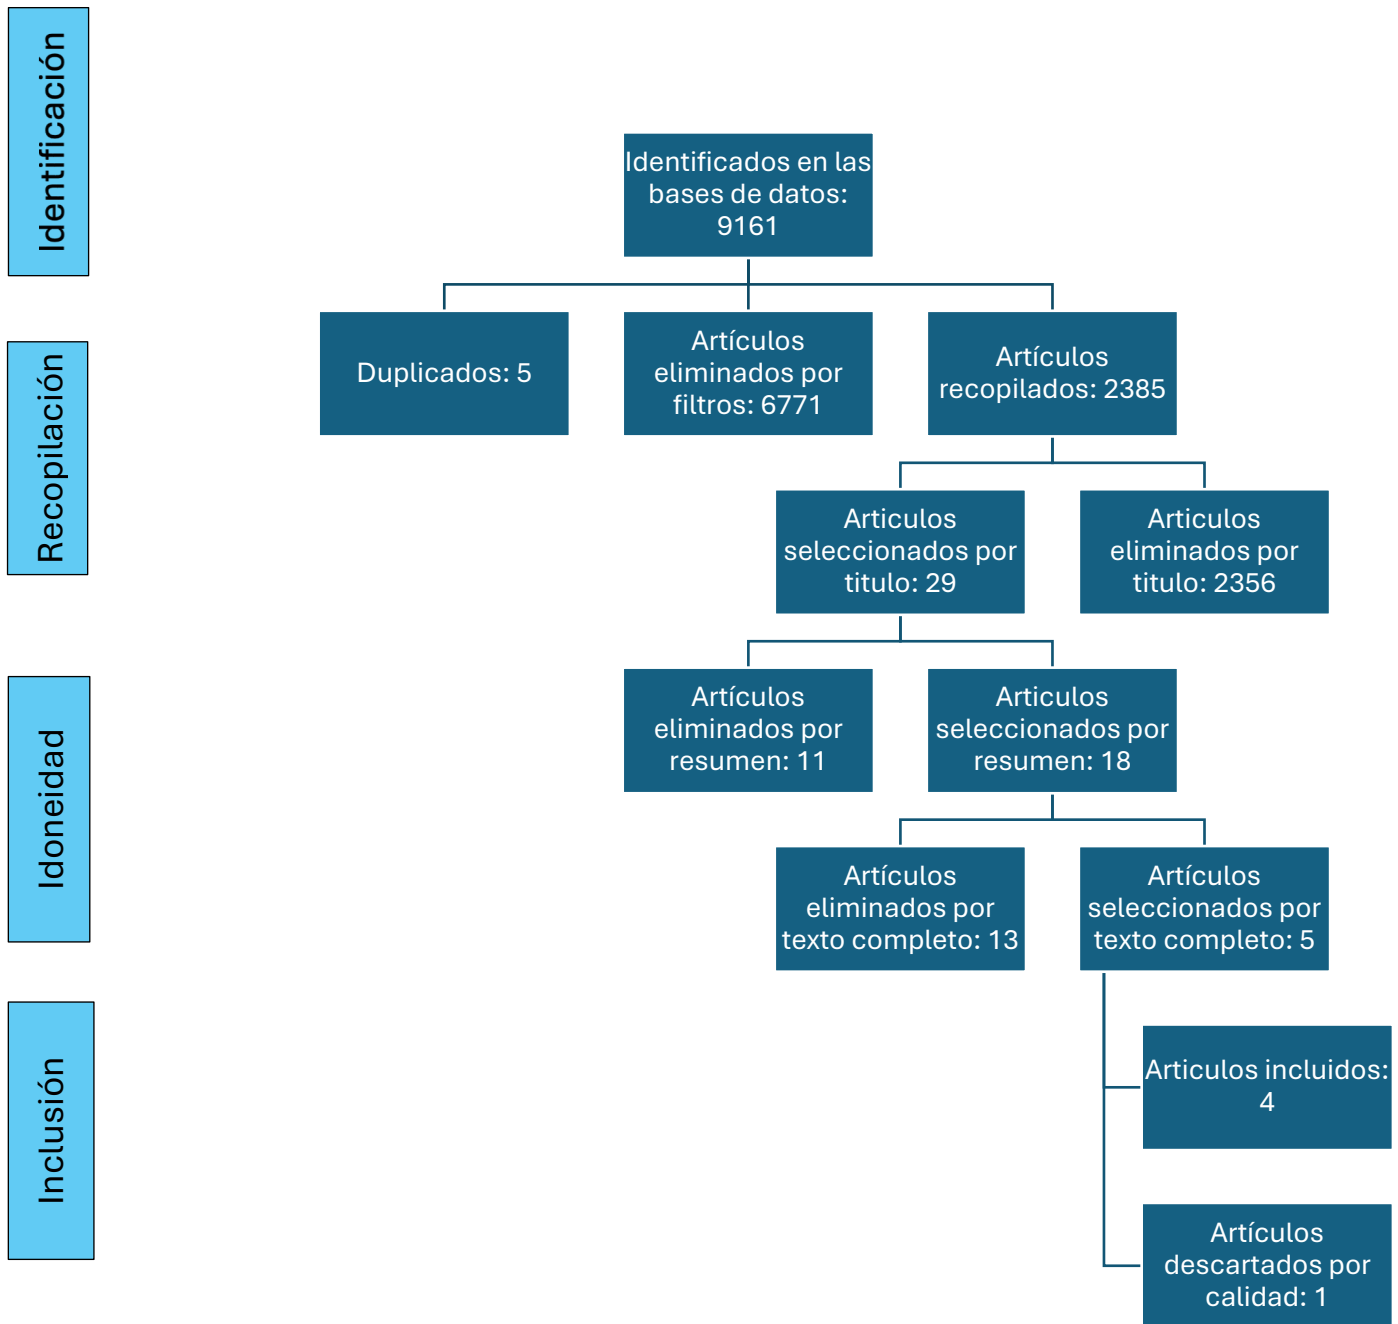 Identificación
Identificados en las
bases de datos:
9161
Recopilación
Duplicados: 5
Artículos
eliminados por
filtros: 6771
Artículos
recopilados: 2385
Articulos
seleccionados por
titulo: 29
Articulos
eliminados por
titulo: 2356
Idoneidad
Artículos
eliminados por
resumen: 11
Articulos
seleccionados por
resumen: 18
Artículos
eliminados por
texto completo: 13
Artículos
seleccionados por
texto completo: 5
Inclusión
Articulos incluidos:
4
Artículos
descartados por
calidad: 1